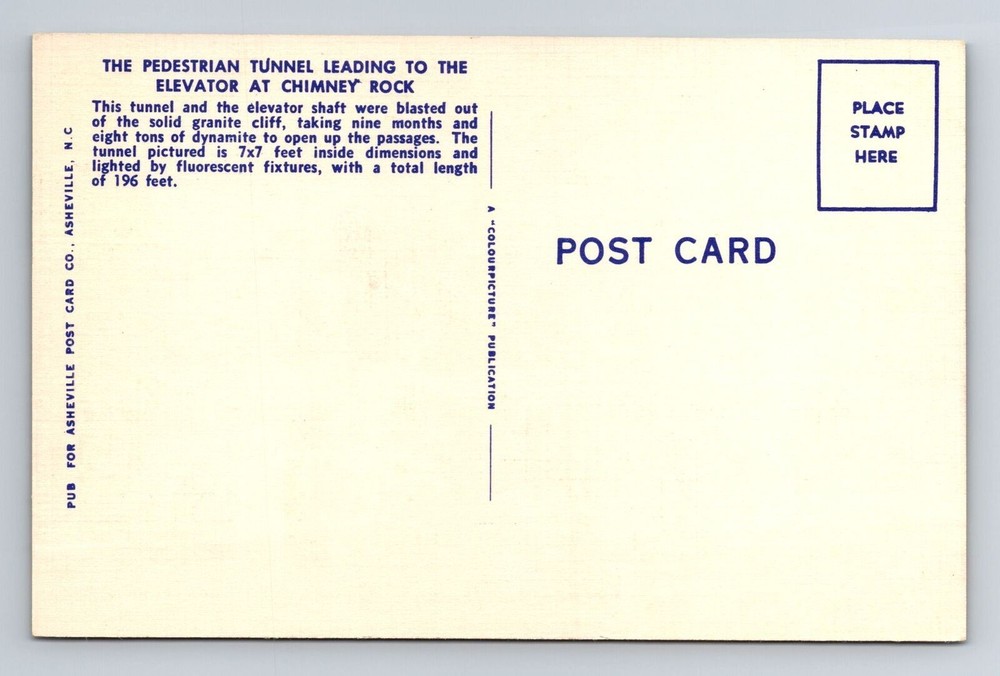 THE PEDESTRIAN TUNNEL LEADING TO THE
ELEVATOR AT CHIMNEY ROCK
This tunnel and the elevator shaft were blasted out
of the solid granite cliff, taking nine months and
eight tons of dynamite to open up the passages. The
tunnel pictured is 7x7 feet inside dimensions and
lighted by fluorescent fixtures, with a total length
of 196 feet.
PUB FOR ASHEVILLE POST CARD CO., ASHEVILLE, N.C
A "COLOURPICTURE" PUBLICATION
POST CARD
PLACE
STAMP
HERE